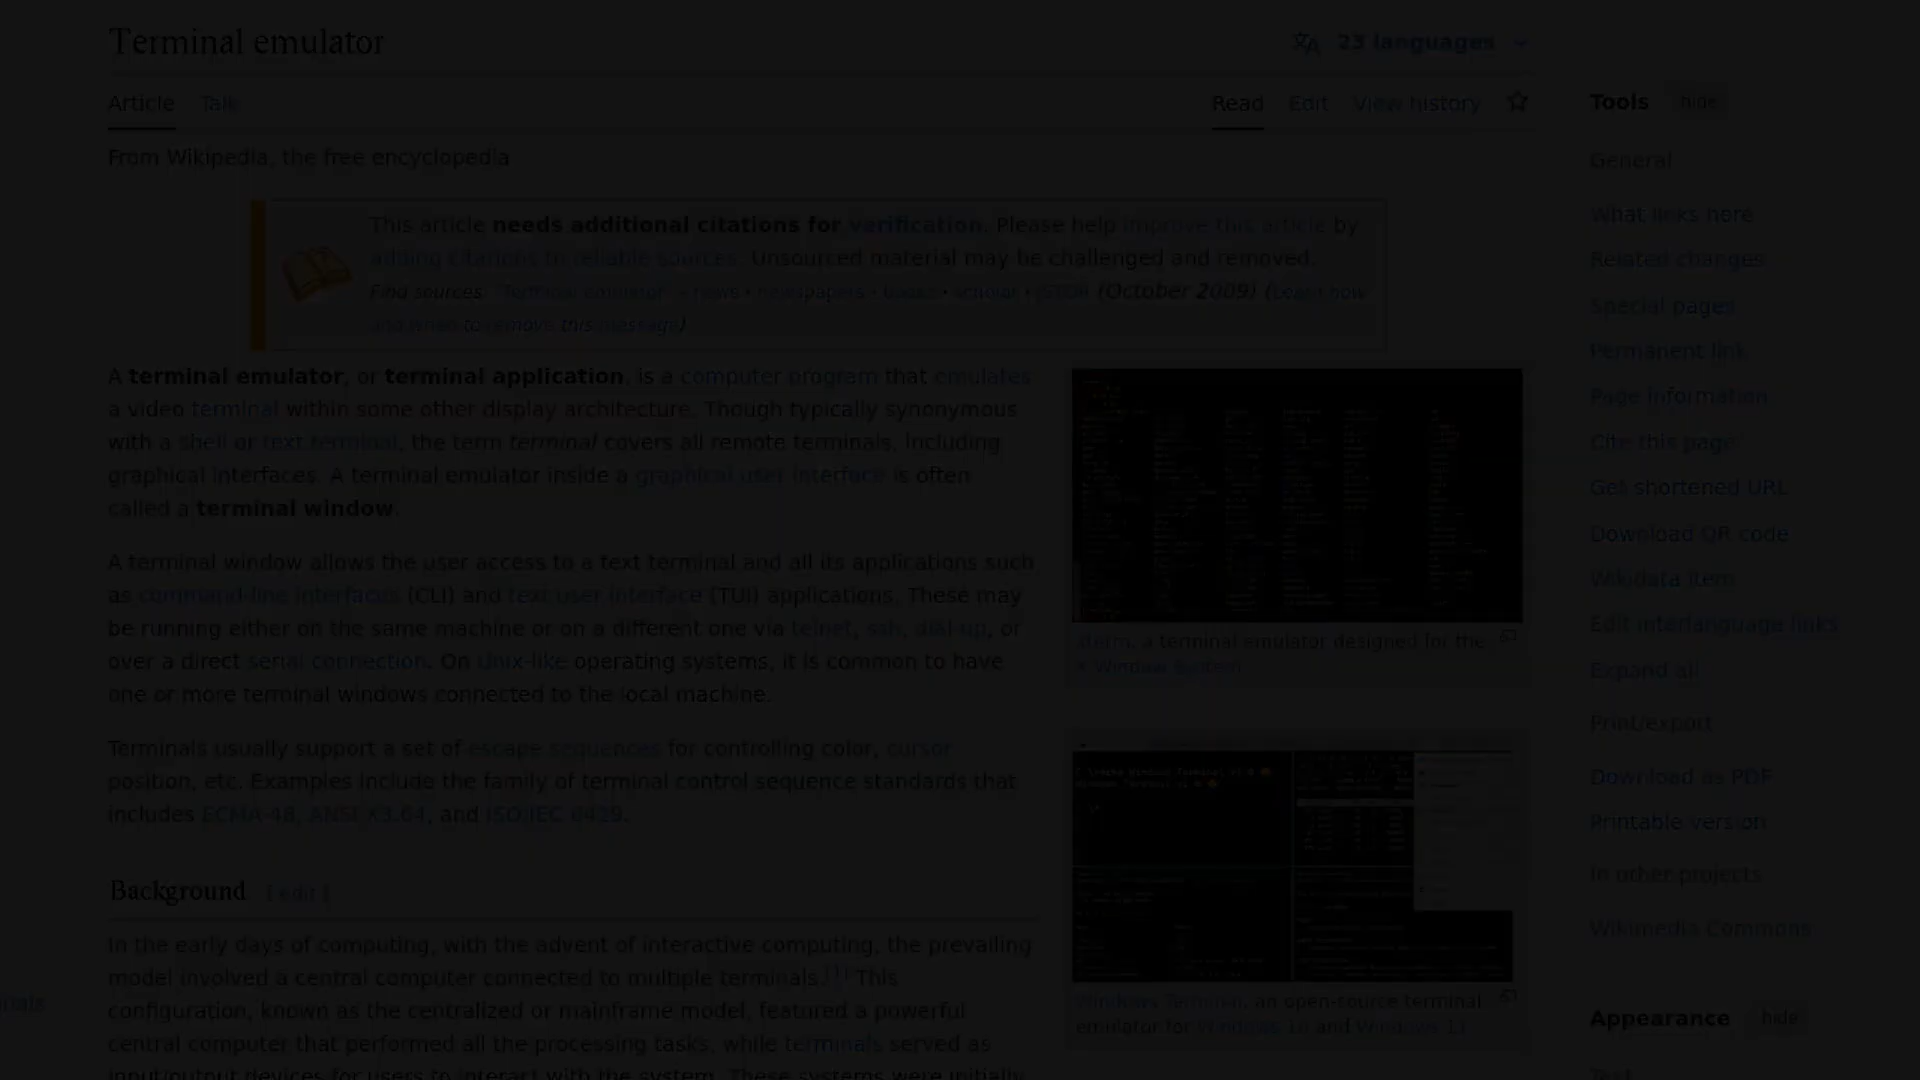 Terminal emulator
23 languages
Article Talk
Read Edit View history
From Wikipedia, the free encyclopedia
This article needs additional citations for verification. Please help improve this article by
adding citations to reliable sources. Unsourced material may be challenged and removed.
Find sources: "Terminal emulator" – news · newspapers · books · scholar · JSTOR (October 2009) (Learn how
and when to remove this message)
A terminal emulator, or terminal application, is a computer program that emulates
a video terminal within some other display architecture. Though typically synonymous
with a shell or text terminal, the term terminal covers all remote terminals, including
graphical interfaces. A terminal emulator inside a graphical user interface is often
called a terminal window.
A terminal window allows the user access to a text terminal and all its applications such
as command-line interfaces (CLI) and text user interface (TUI) applications. These may
be running either on the same machine or on a different one via telnet, ssh, dial-up, or
over a direct serial connection. On Unix-like operating systems, it is common to have
one or more terminal windows connected to the local machine.
Terminals usually support a set of escape sequences for controlling color, cursor
position, etc. Examples include the family of terminal control sequence standards that
includes ECMA-48, ANSI X3.64, and ISO/IEC 6429.
Background [ edit ]
In the early days of computing, with the advent of interactive computing, the prevailing
model involved a central computer connected to multiple terminals.[1] This
configuration, known as the centralized or mainframe model, featured a powerful
central computer that performed all the processing tasks, while terminals served as
input/output devices for users to interact with the system. These systems were initially
xterm, a terminal emulator designed for the
X Window System
Windows Terminal, an open-source terminal
emulator for Windows 10 and Windows 11
Tools hide
General
What links here
Related changes
Special pages
Permanent link
Page information
Cite this page
Get shortened URL
Download QR code
Wikidata item
Edit interlanguage links
Expand all
Print/export
Download as PDF
Printable version
In other projects
Wikimedia Commons
Appearance hide
Text